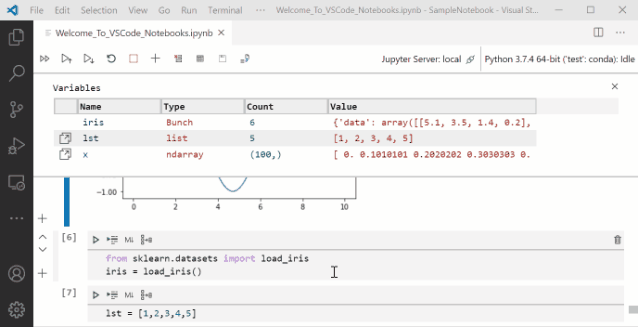 File Edit Selection View Go Run Terminal ··· Welcome_To_VSCode_Notebooks.ipynb - SampleNotebook - Visual St...
Welcome_To_VSCode_Notebooks.ipynb
Jupyter Server: local Python 3.7.4 64-bit ('test': conda): Idle
Variables
Name Type Count Value
iris Bunch 6 {'data': array([[5.1, 3.5, 1.4, 0.2],
lst list 5 [1, 2, 3, 4, 5]
x ndarray (100,) [ 0. 0.1010101 0.2020202 0.3030303 0.
−1.00
0 2 4 6 8 10
[6] M↓
from sklearn.datasets import load_iris
iris = load_iris()
[7] M↓
lst = [1,2,3,4,5]